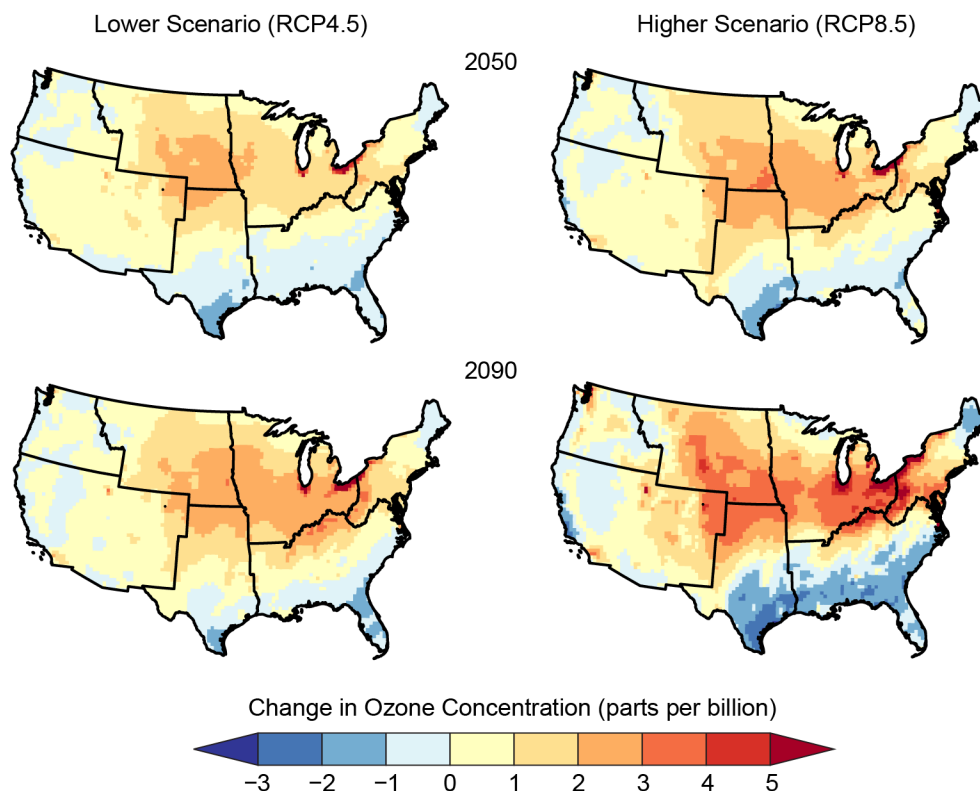 Lower Scenario (RCP4.5)
Higher Scenario (RCP8.5)
2050
2090
Change in Ozone Concentration (parts per billion)
−3 −2 −1 0 1 2 3 4 5